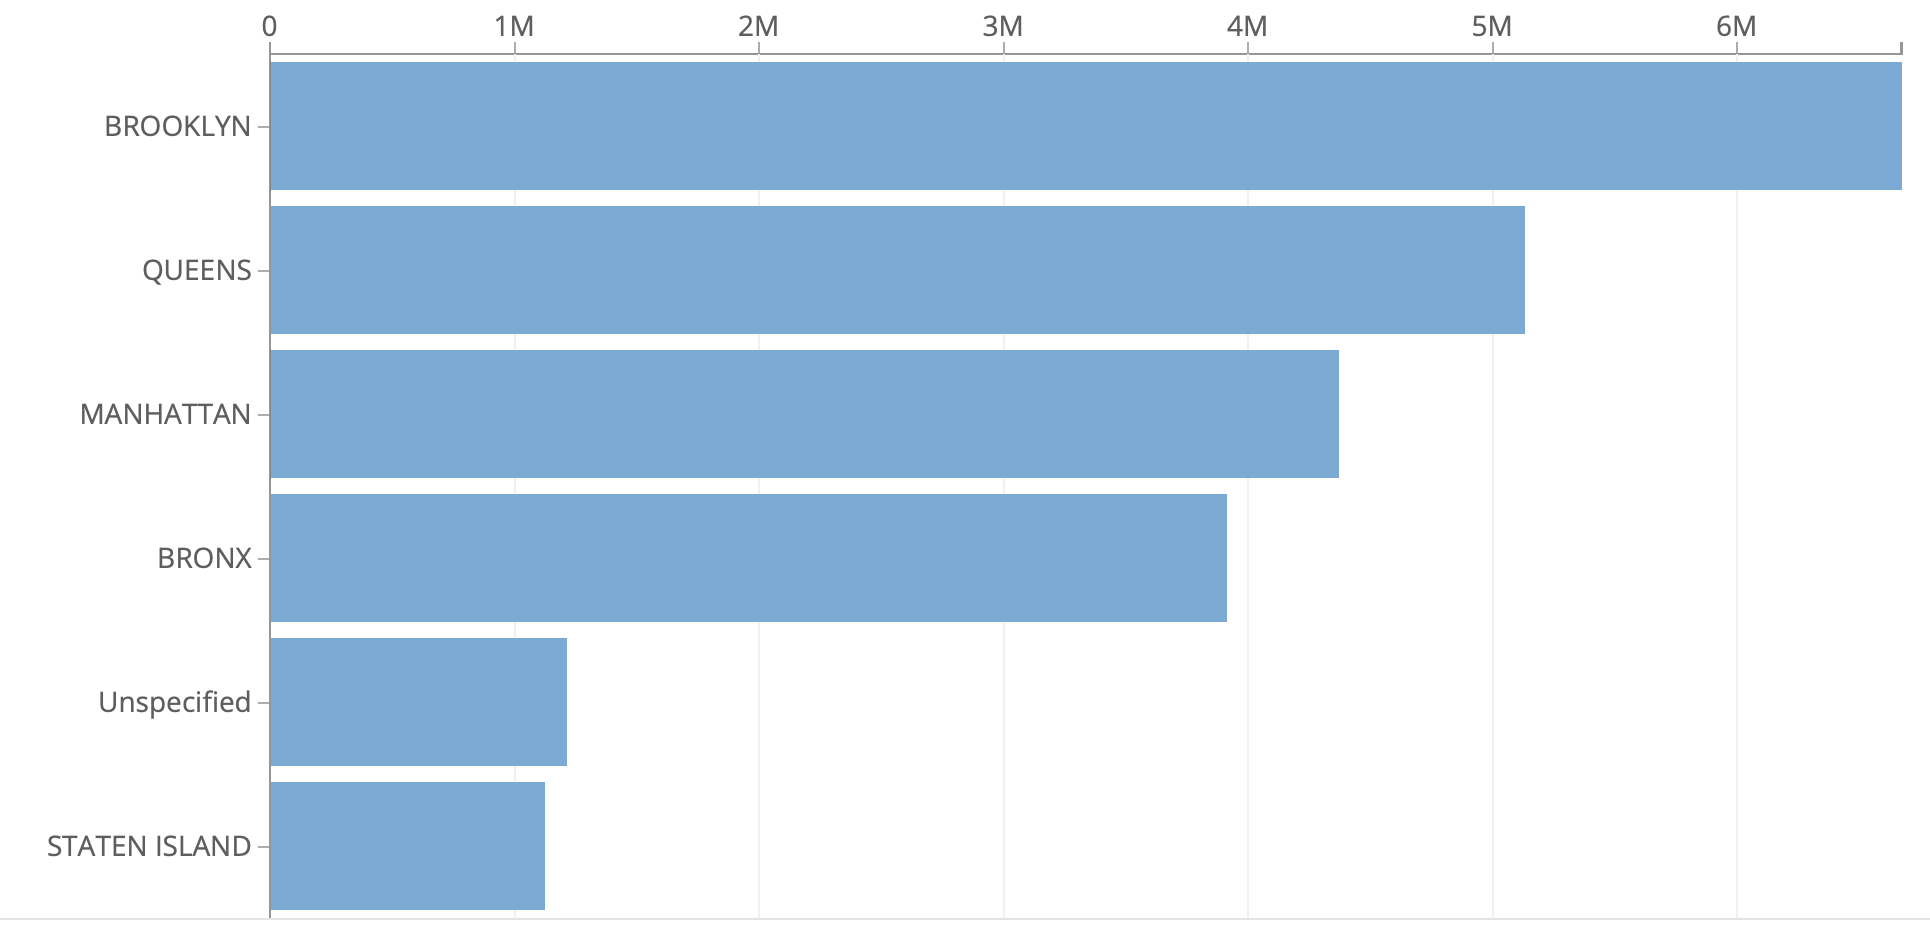 0 1M 2M 3M 4M 5M 6M
BROOKLYN
QUEENS
MANHATTAN
BRONX
Unspecified
STATEN ISLAND